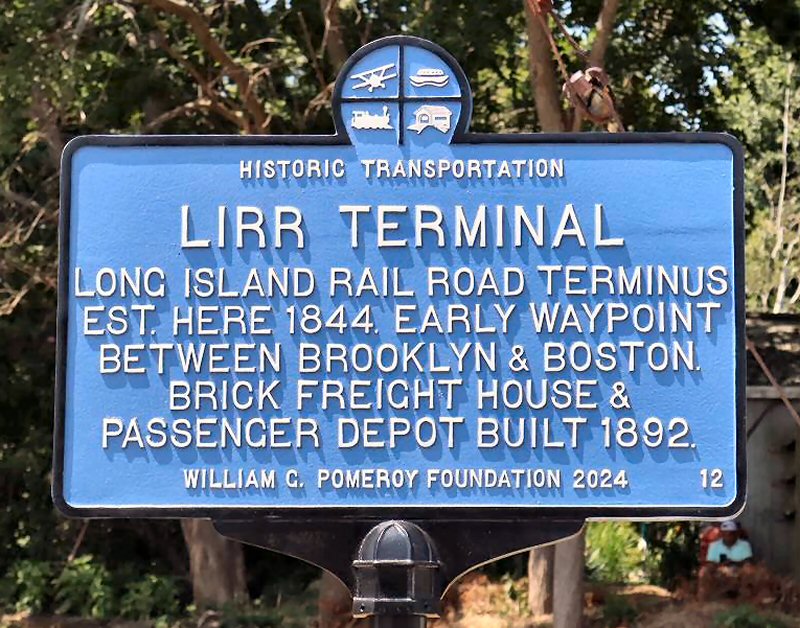 HISTORIC TRANSPORTATION
LIRR TERMINAL
LONG ISLAND RAIL ROAD TERMINUS
EST. HERE 1844. EARLY WAYPOINT
BETWEEN BROOKLYN & BOSTON.
BRICK FREIGHT HOUSE &
PASSENGER DEPOT BUILT 1892.
WILLIAM G. POMEROY FOUNDATION 2024 12